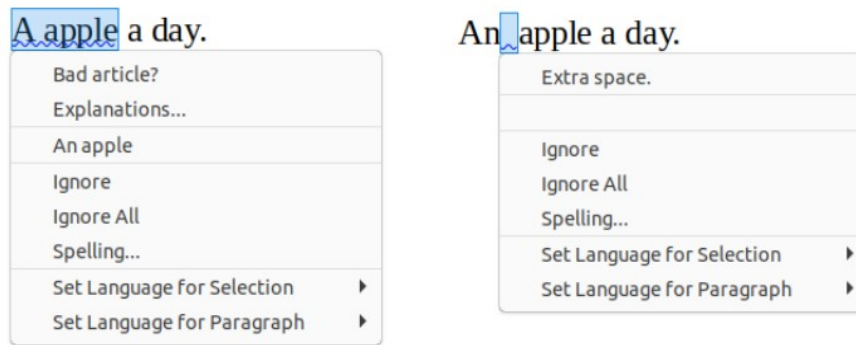 A apple a day.
Bad article?
Explanations...
An apple
Ignore
Ignore All
Spelling...
Set Language for Selection
Set Language for Paragraph
An  apple a day.
Extra space.
Ignore
Ignore All
Spelling...
Set Language for Selection
Set Language for Paragraph